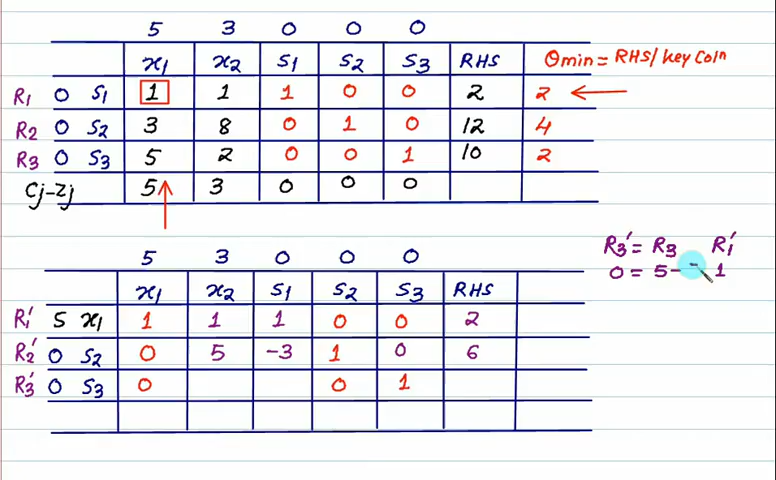 5 3 0 0 0
x1 x2 S1 S2 S3 RHS θmin = RHS/key Coln
R1 0 S1 1 1 1 0 0 2 2
R2 0 S2 3 8 0 1 0 12 4
R3 0 S3 5 2 0 0 1 10 2
Cj-Zj 5 3 0 0 0
5 3 0 0 0
x1 x2 S1 S2 S3 RHS
R1' 5 x1 1 1 1 0 0 2
R2' 0 S2 0 5 -3 1 0 6
R3' 0 S3 0 0 1
R3' = R3 R1'
0 = 5 - 1